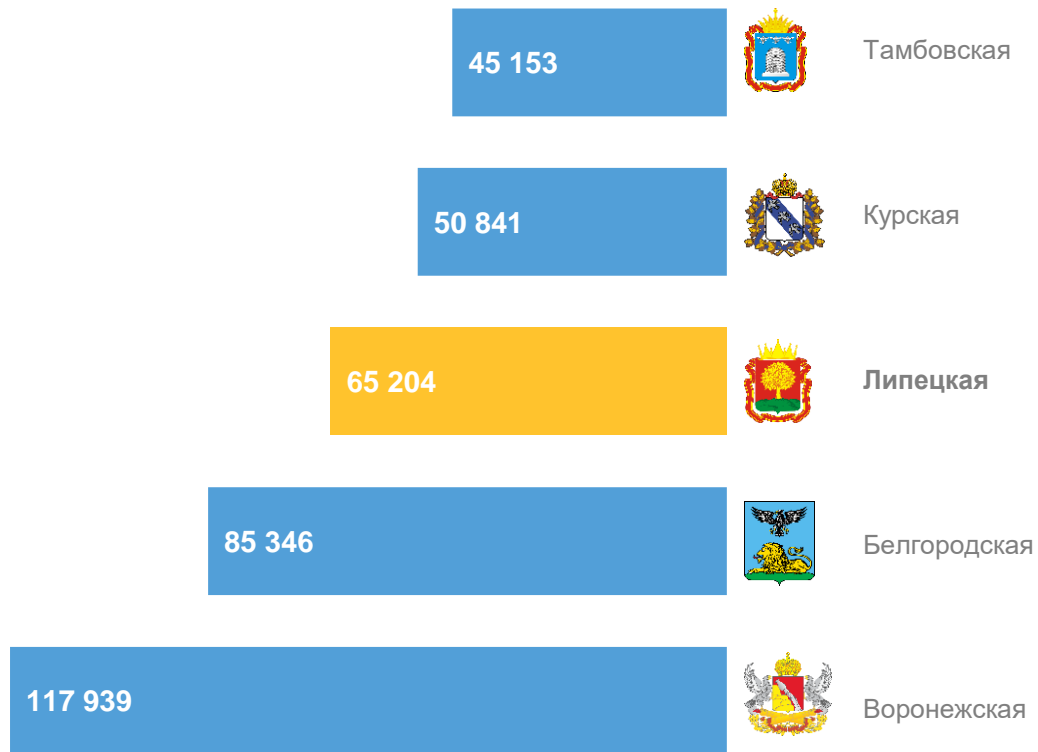 45 153
Тамбовская
50 841
Курская
65 204
Липецкая
85 346
Белгородская
117 939
Воронежская